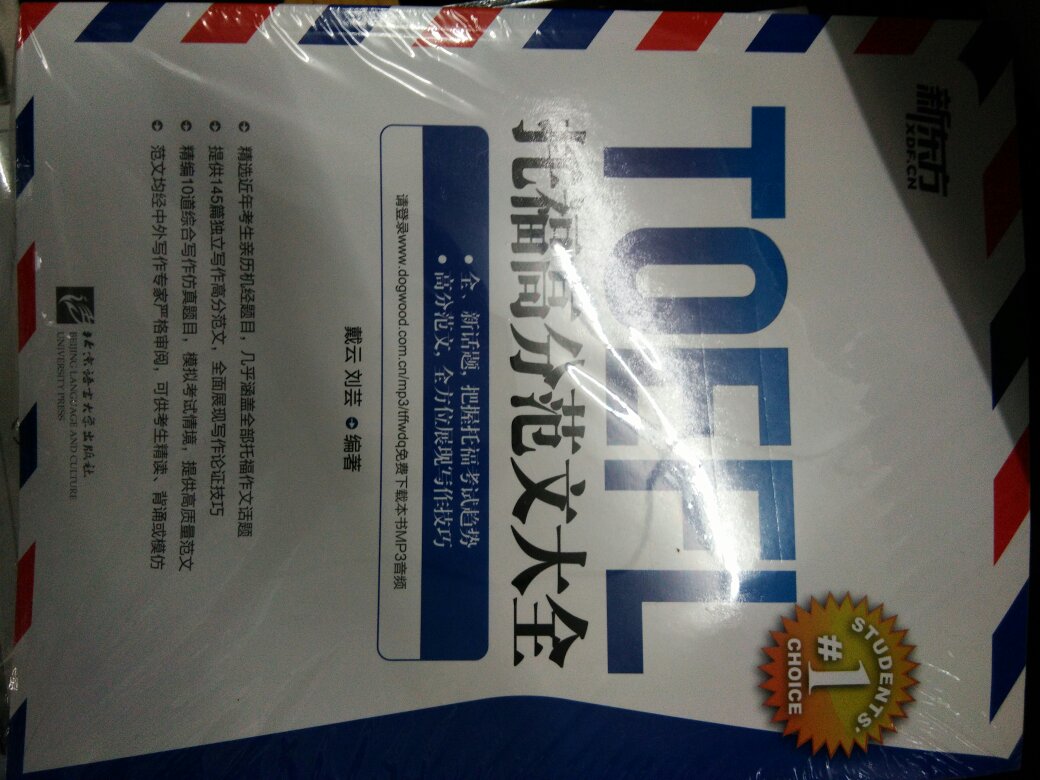 新东方
XDF.CN
TOEFL
托福高分范文大全
• 全、新话题，把握托福考试趋势
• 高分范文，全方位展现写作技巧
请登录www.dogwood.com.cn/mp3/tffwdq免费下载本书MP3音频
戴云 刘芸 编著
精选近年考生亲历机经题目，几乎涵盖全部托福作文话题
提供145篇独立写作高分范文，全面展现写作论证技巧
精编10道综合写作仿真题目，模拟考试情境，提供高质量范文
范文均经中外写作专家严格审阅，可供考生精读、背诵或模仿
北京语言大学出版社
BEIJING LANGUAGE AND CULTURE
UNIVERSITY PRESS
STUDENTS'
#1
CHOICE